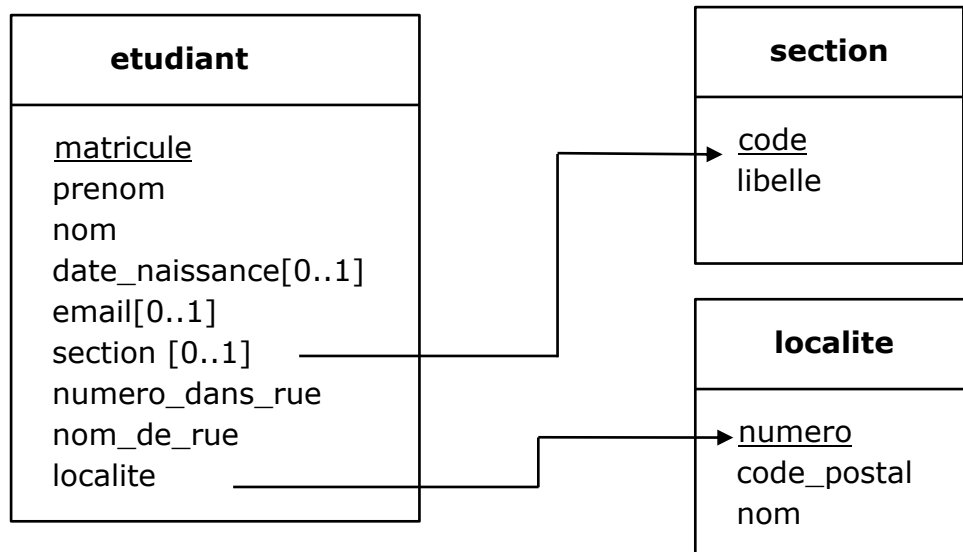 etudiant
matricule
prenom
nom
date_naissance[0..1]
email[0..1]
section [0..1]
numero_dans_rue
nom_de_rue
localite
section
code
libelle
localite
numero
code_postal
nom